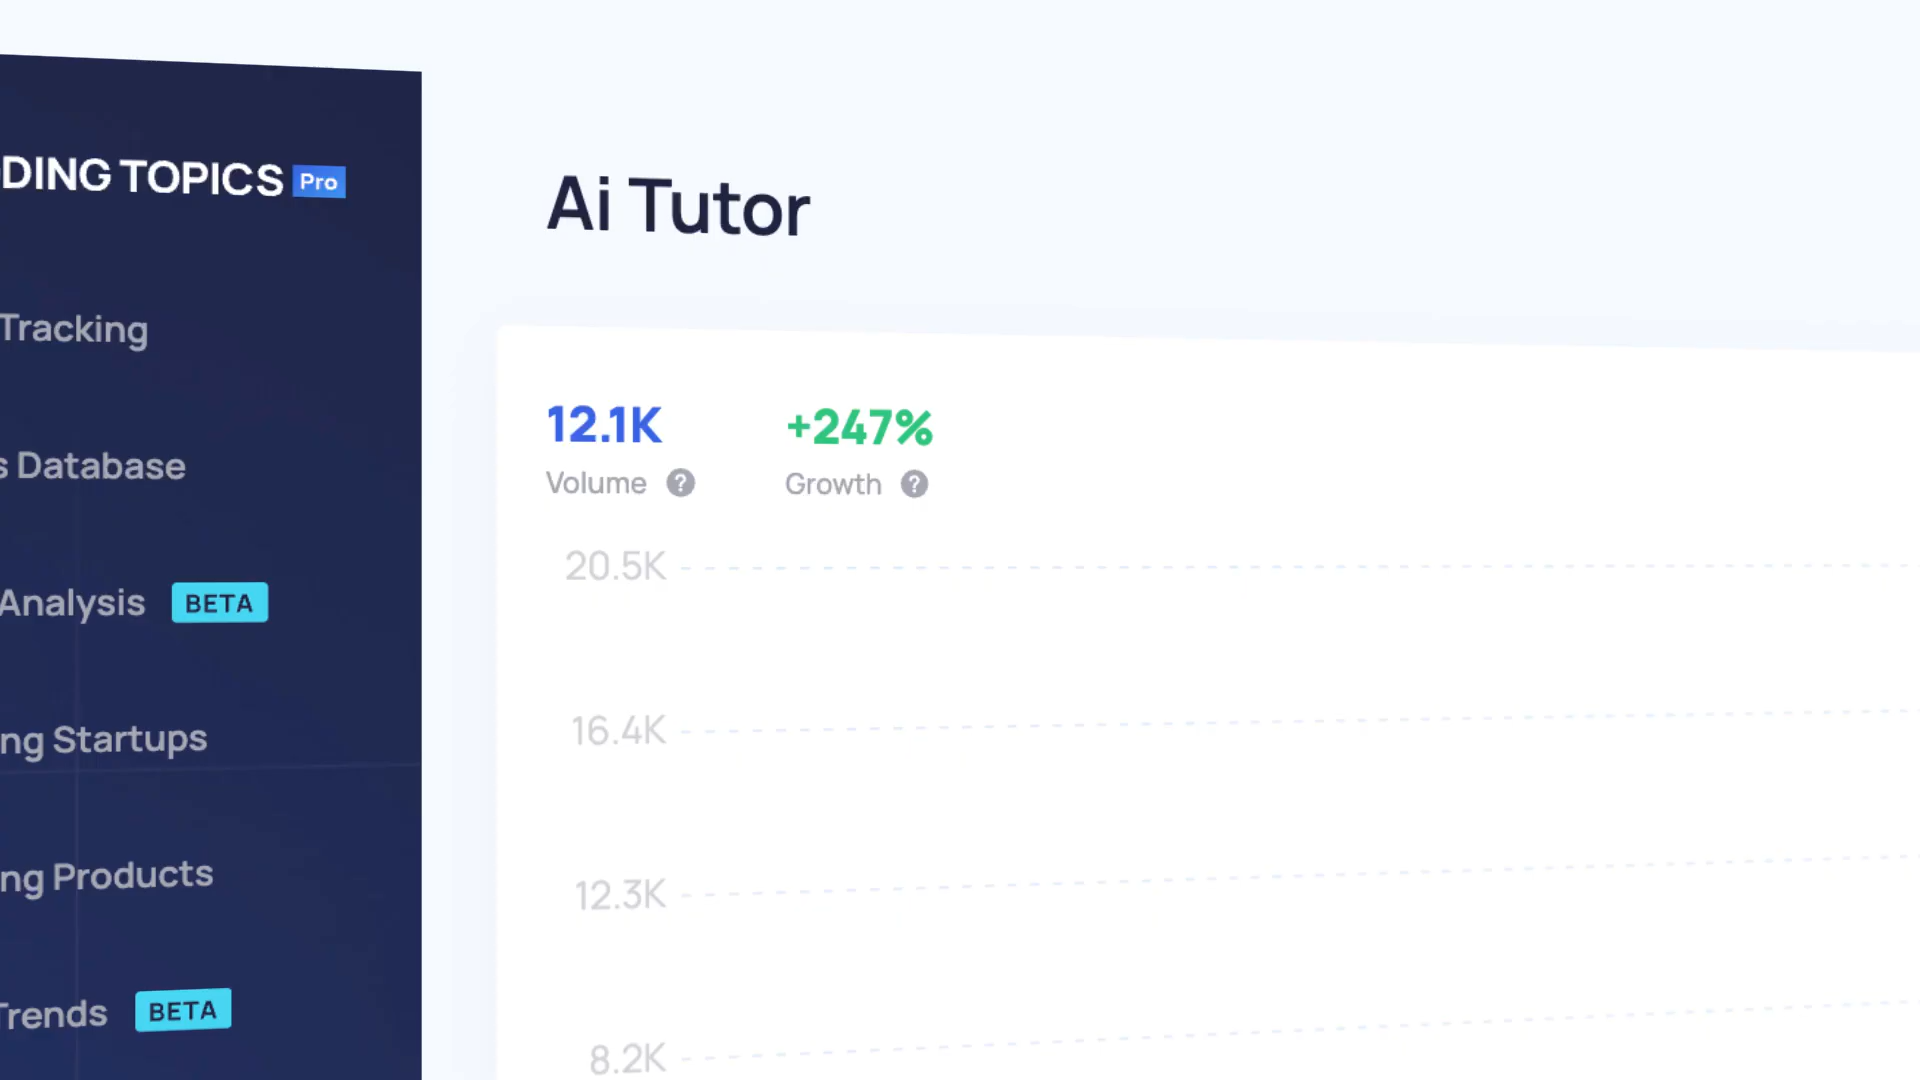 DING TOPICS Pro
Tracking
s Database
Analysis BETA
ng Startups
ng Products
Trends BETA
Ai Tutor
12.1K
Volume ?
+247%
Growth ?
20.5K
16.4K
12.3K
8.2K